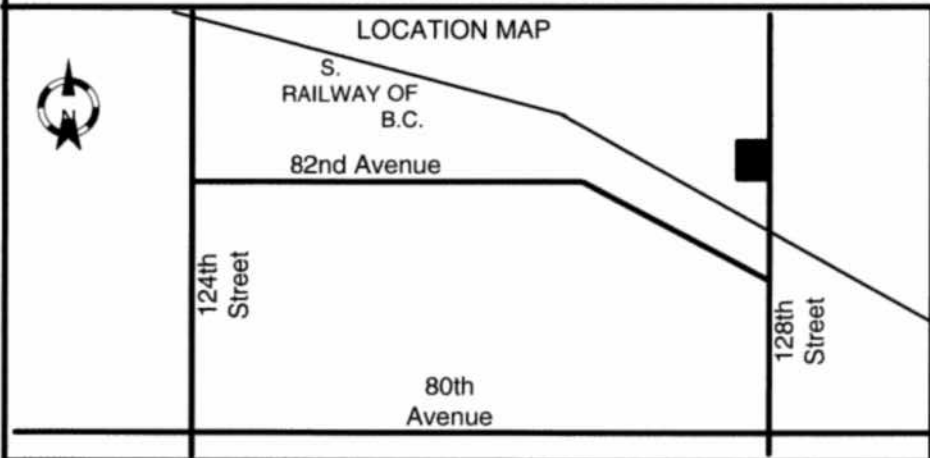 LOCATION MAP
S.
RAILWAY OF
B.C.
N
82nd Avenue
124th
Street
128th
Street
80th
Avenue